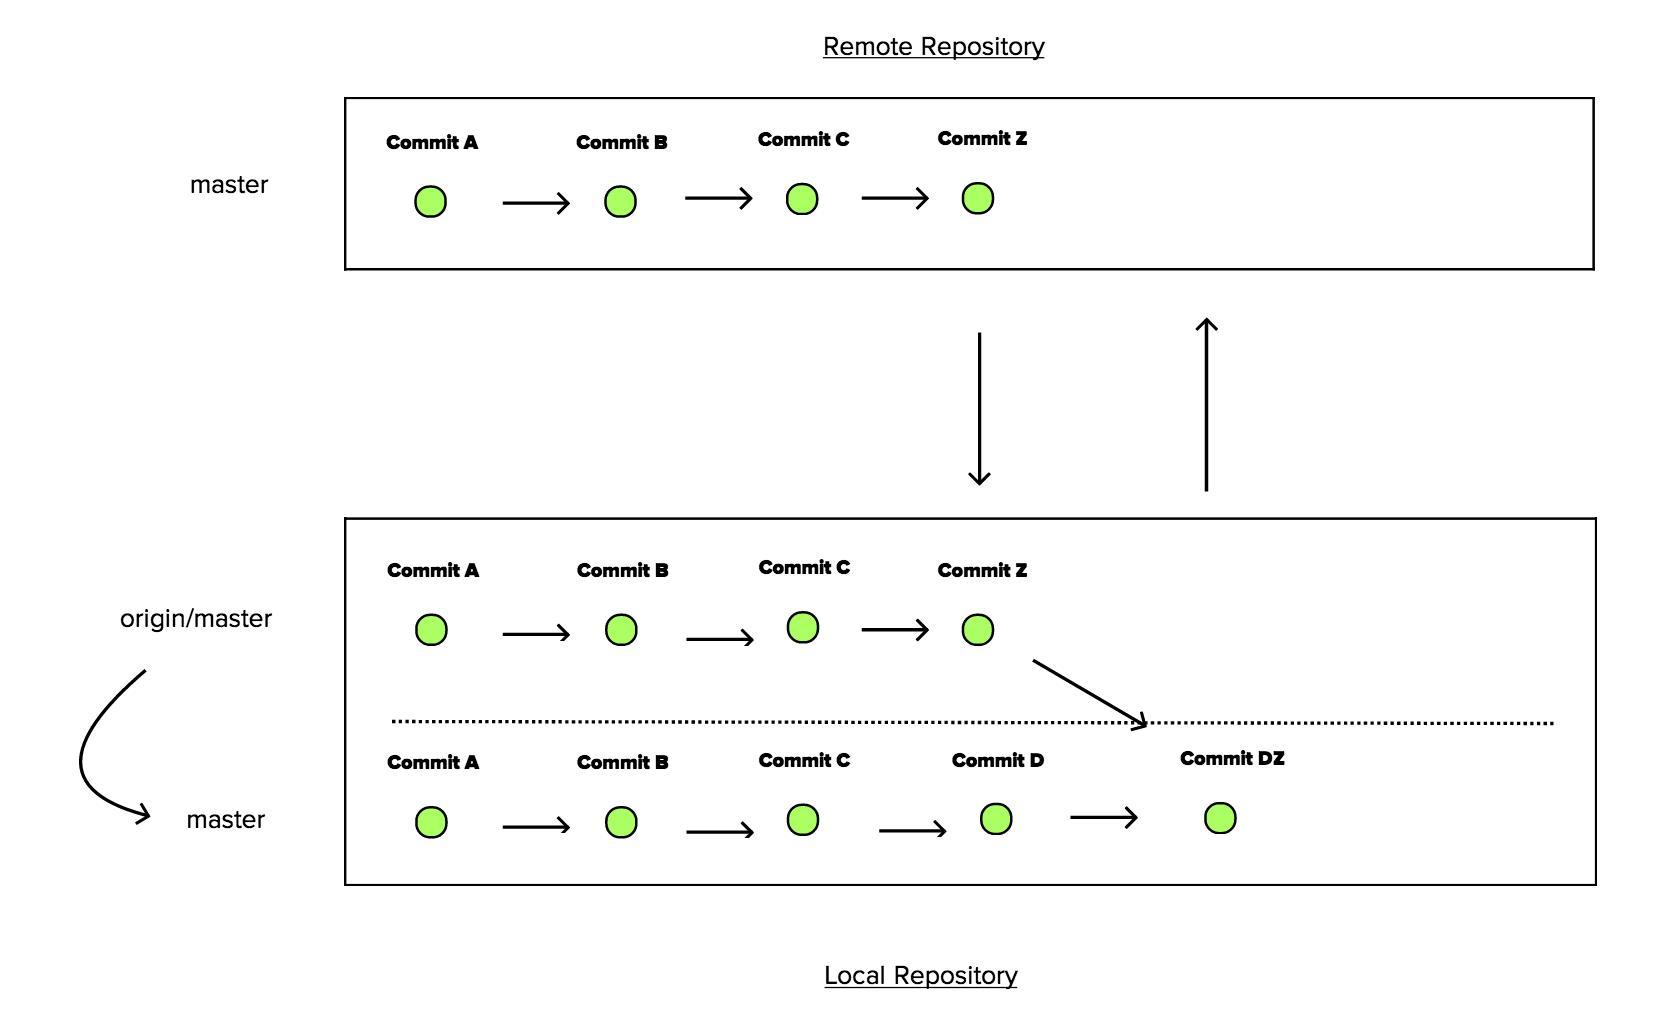 Remote Repository
Commit A
Commit B
Commit C
Commit Z
master
Commit A
Commit B
Commit C
Commit Z
origin/master
Commit A
Commit B
Commit C
Commit D
Commit DZ
master
Local Repository